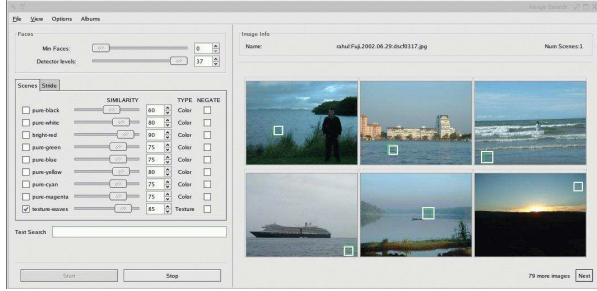 Image Search
File View Options Albums
Faces
Min Faces: 0
Detector levels: 37
Scenes Stride
SIMILARITY TYPE NEGATE
pure-black 60 Color
pure-white 80 Color
bright-red 90 Color
pure-green 75 Color
pure-blue 75 Color
pure-yellow 80 Color
pure-cyan 75 Color
pure-magenta 75 Color
texture-waves 85 Texture
Text Search
Start Stop
Image Info
Name: rahul:Fuji.2002.06.29:dscf0317.jpg Num Scenes:1
79 more images Next